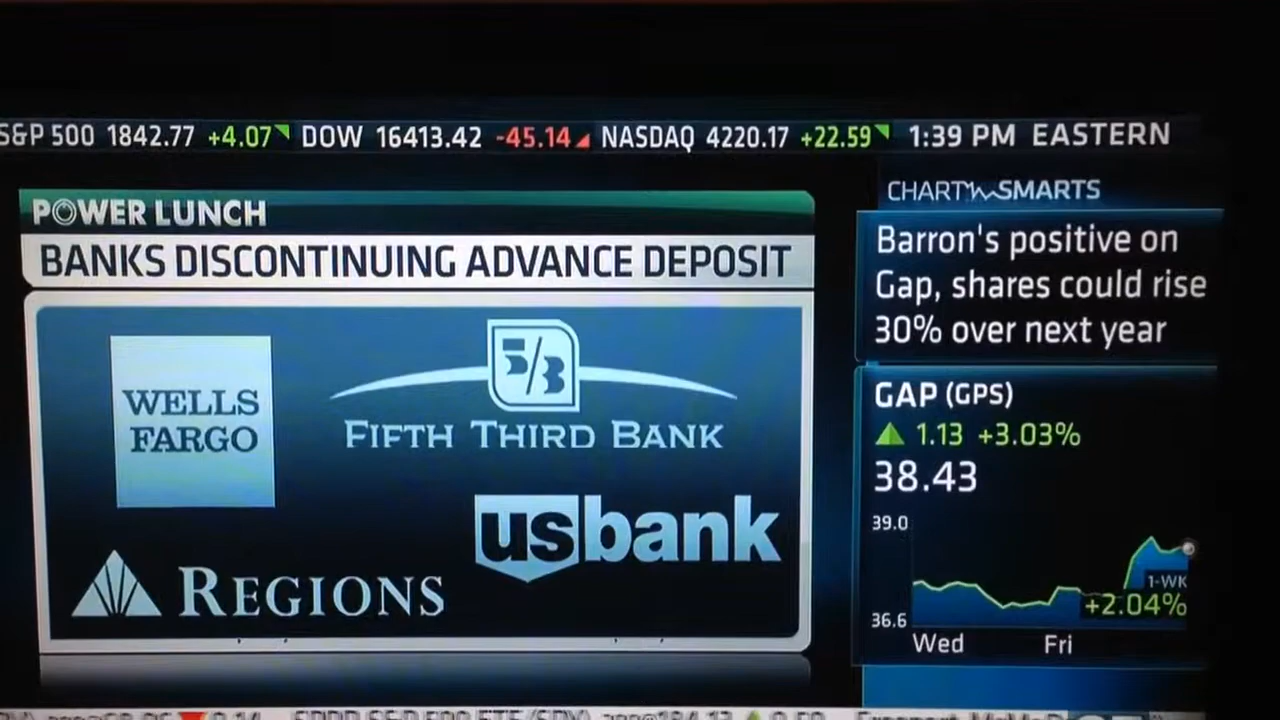 S&P 500 1842.77 +4.07 DOW 16413.42 -45.14 NASDAQ 4220.17 +22.59 1:39 PM EASTERN
POWER LUNCH
BANKS DISCONTINUING ADVANCE DEPOSIT
WELLS
FARGO
5/3
FIFTH THIRD BANK
usbank
REGIONS
CHART SMARTS
Barron's positive on
Gap, shares could rise
30% over next year
GAP (GPS)
1.13 +3.03%
38.43
39.0
1-WK
+2.04%
36.6
Wed Fri